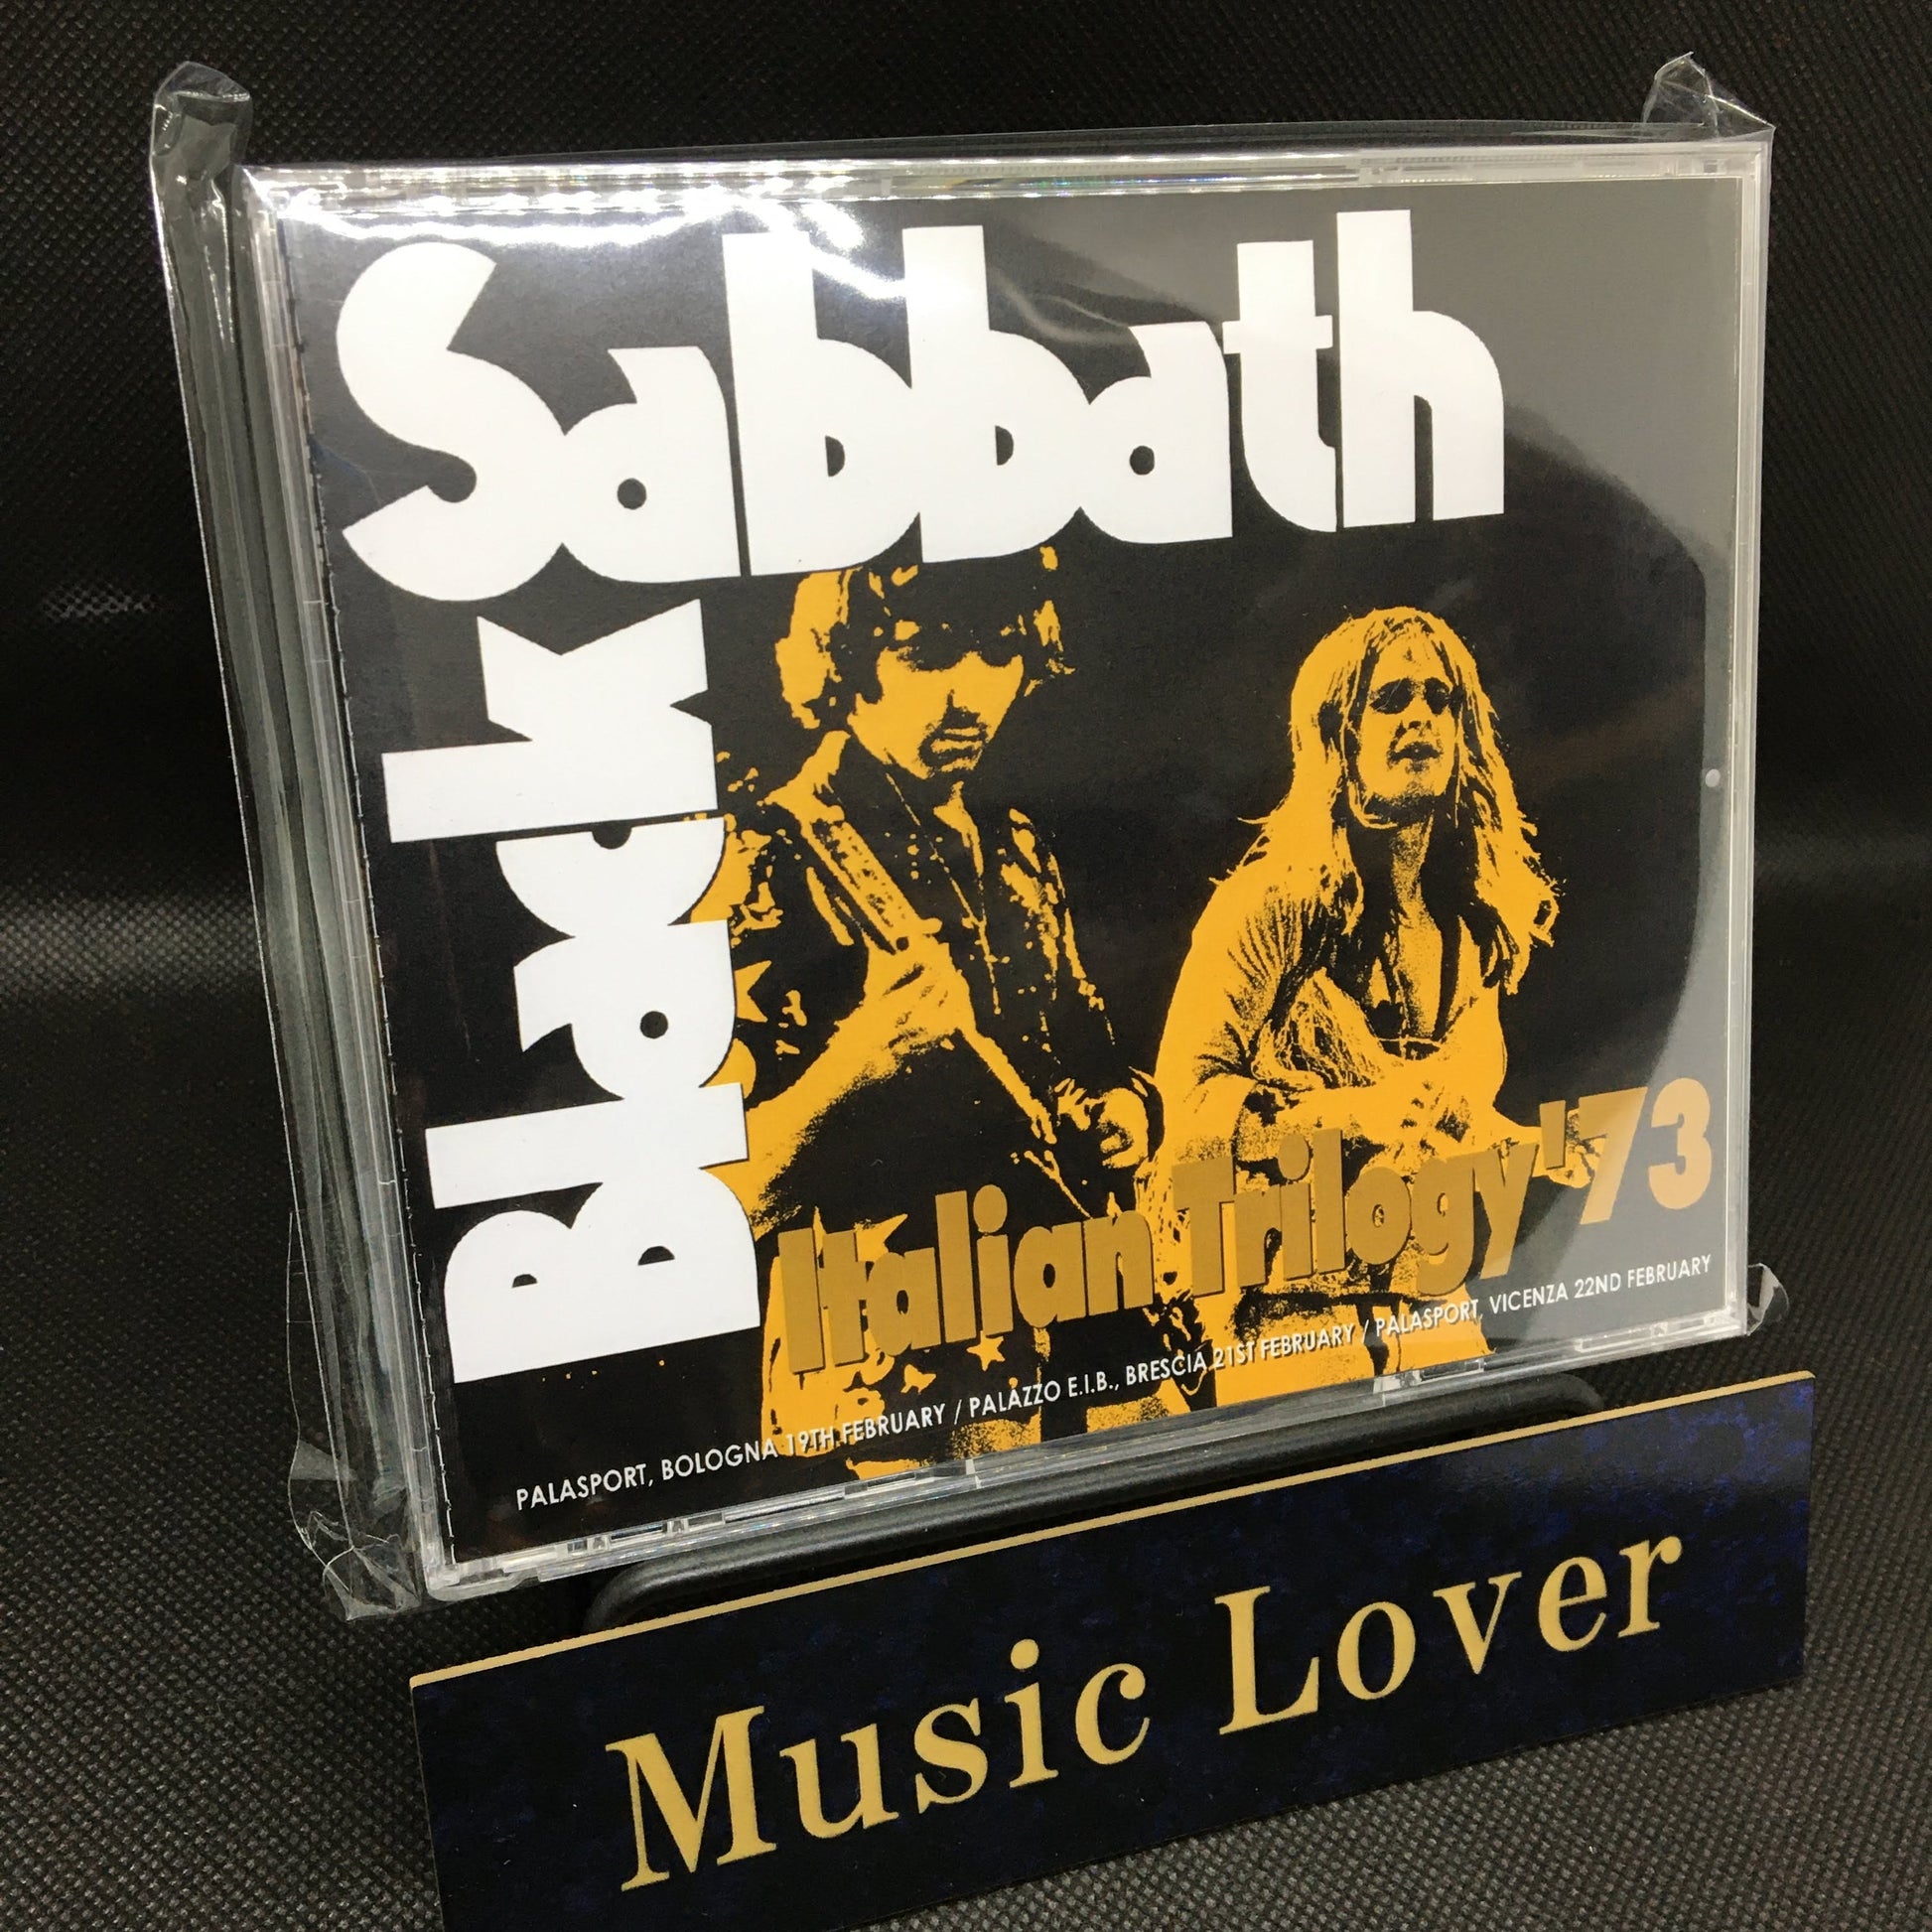 Black
Sabbath
Italian Trilogy '73
PALASPORT, BOLOGNA 19TH FEBRUARY / PALAZZO E.I.B., BRESCIA 21ST FEBRUARY / PALASPORT, VICENZA 22ND FEBRUARY
Music Lover